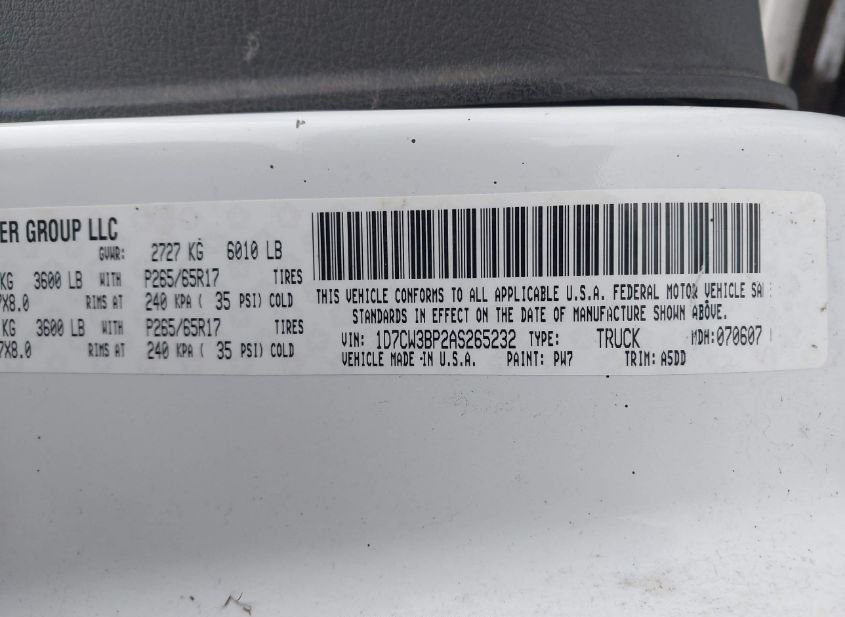 ER GROUP LLC
GVWR: 2727 KG 6010 LB
KG 3600 LB WITH P265/65R17 TIRES
7X8.0 RIMS AT 240 KPA ( 35 PSI) COLD
KG 3600 LB WITH P265/65R17 TIRES
7X8.0 RIMS AT 240 KPA ( 35 PSI) COLD
THIS VEHICLE CONFORMS TO ALL APPLICABLE U.S.A. FEDERAL MOTOR VEHICLE SA
STANDARDS IN EFFECT ON THE DATE OF MANUFACTURE SHOWN ABOVE.
VIN: 1D7CW3BP2AS265232 TYPE: TRUCK MDH:070607
VEHICLE MADE IN U.S.A. PAINT: PW7 TRIM: A5DD